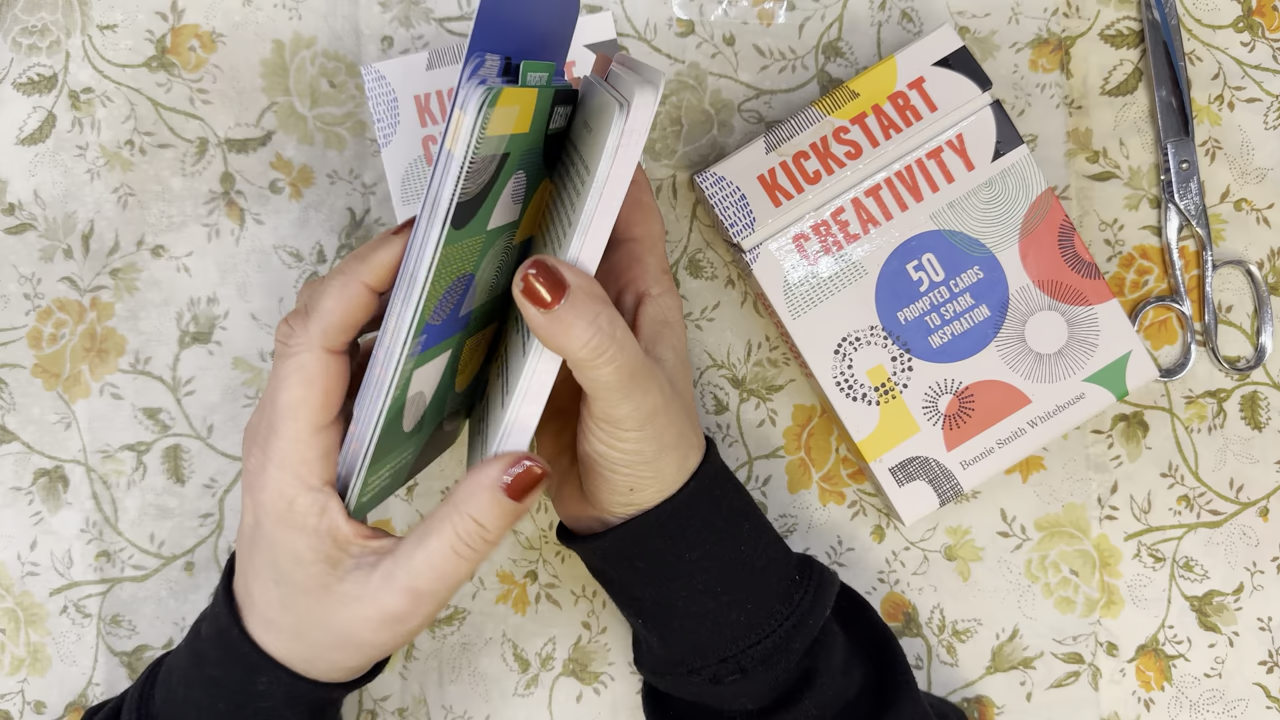 KICKSTART
CREATIVITY
50
PROMPTED CARDS
TO SPARK
INSPIRATION
Bonnie Smith Whitehouse